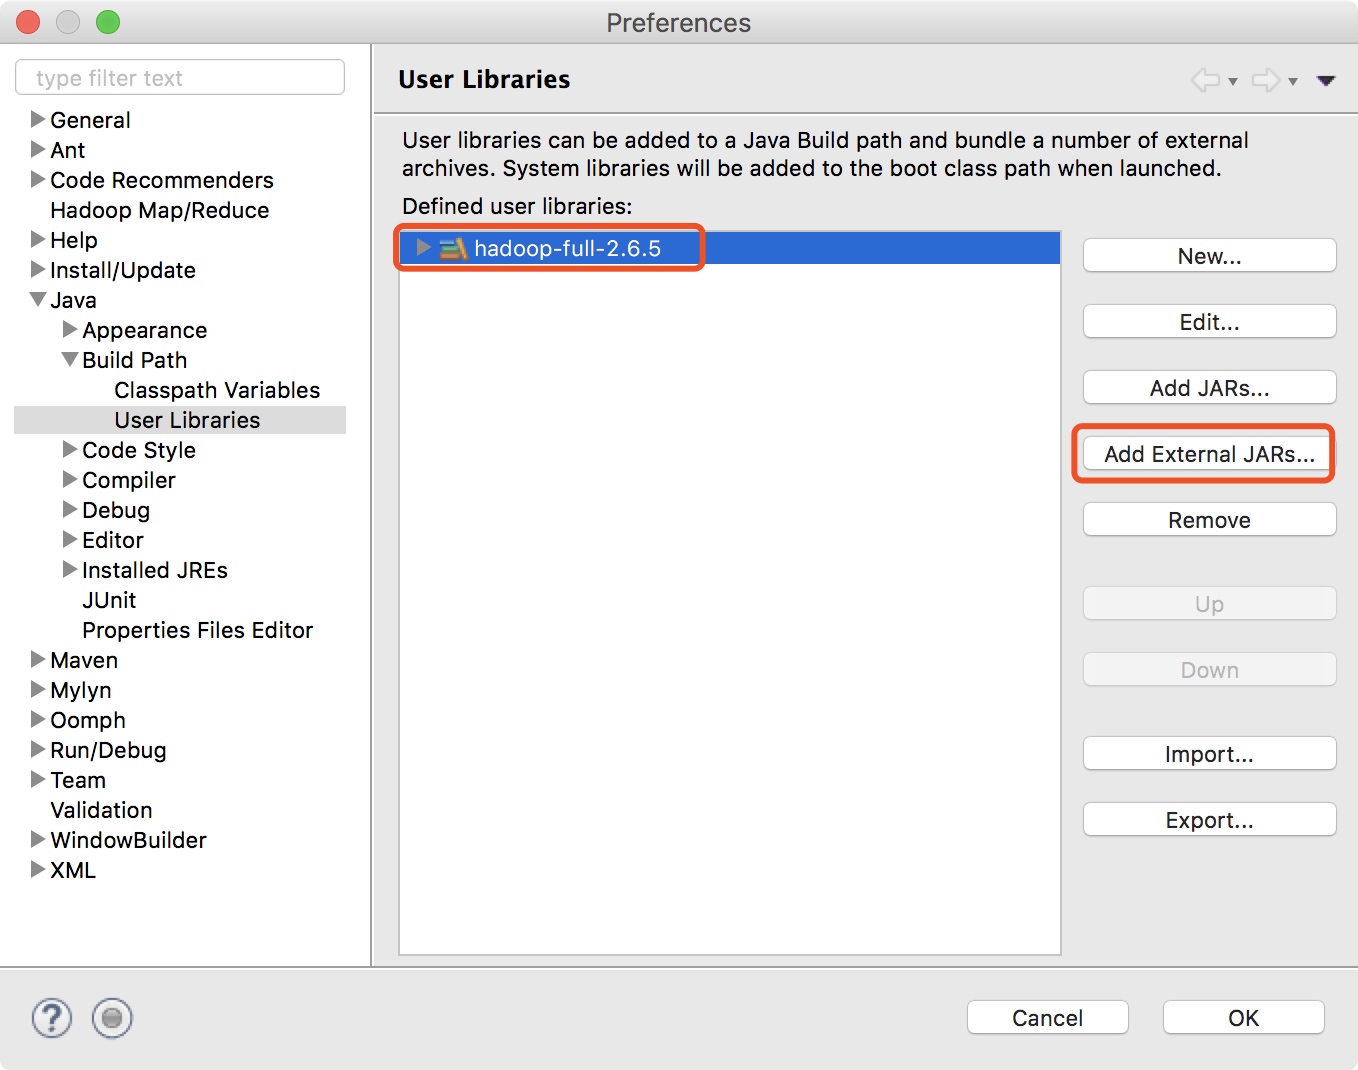 Preferences
type filter text
General
Ant
Code Recommenders
Hadoop Map/Reduce
Help
Install/Update
Java
Appearance
Build Path
Classpath Variables
User Libraries
Code Style
Compiler
Debug
Editor
Installed JREs
JUnit
Properties Files Editor
Maven
Mylyn
Oomph
Run/Debug
Team
Validation
WindowBuilder
XML
User Libraries
User libraries can be added to a Java Build path and bundle a number of external
archives. System libraries will be added to the boot class path when launched.
Defined user libraries:
hadoop-full-2.6.5
New...
Edit...
Add JARs...
Add External JARs...
Remove
Up
Down
Import...
Export...
?
Cancel
OK